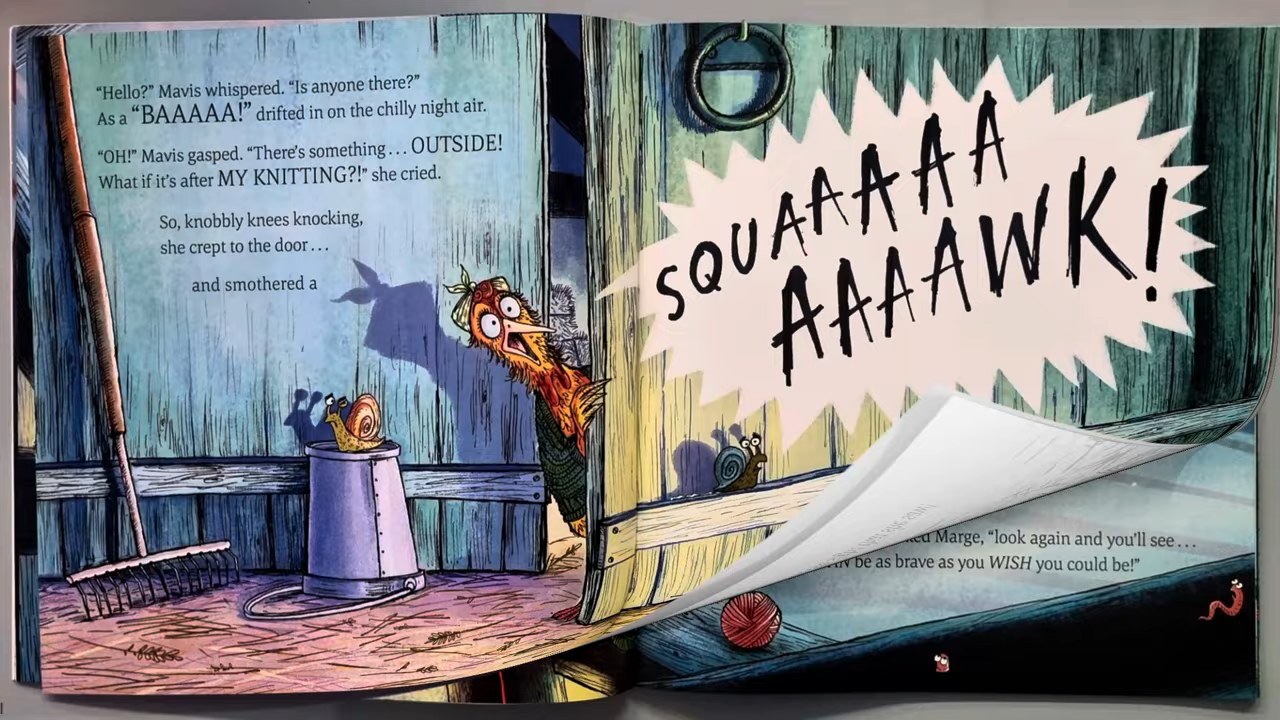 “Hello?” Mavis whispered. “Is anyone there?”
As a “BAAAAA!” drifted in on the chilly night air.
“OH!” Mavis gasped. “There’s something... OUTSIDE!
What if it’s after MY KNITTING?!” she cried.
So, knobbly knees knocking,
she crept to the door...
and smothered a
SQUAAAAA
AAAAAWK!
Marge, “look again and you’ll see...
be as brave as you WISH you could be!”